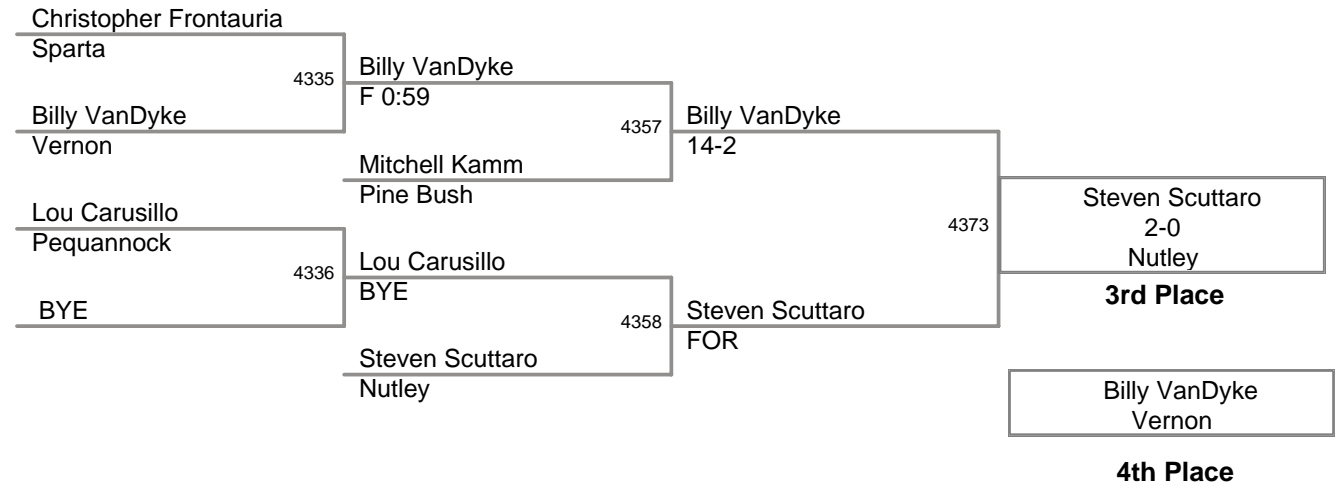 Christopher Frontauria
Sparta
4335
Billy VanDyke
F 0:59
Billy VanDyke
Vernon
4357
Billy VanDyke
14-2
Mitchell Kamm
Pine Bush
Lou Carusillo
Pequannock
4336
Lou Carusillo
BYE
BYE
4358
Steven Scuttaro
FOR
Steven Scuttaro
Nutley
4373
Steven Scuttaro
2-0
Nutley
3rd Place
Billy VanDyke
Vernon
4th Place